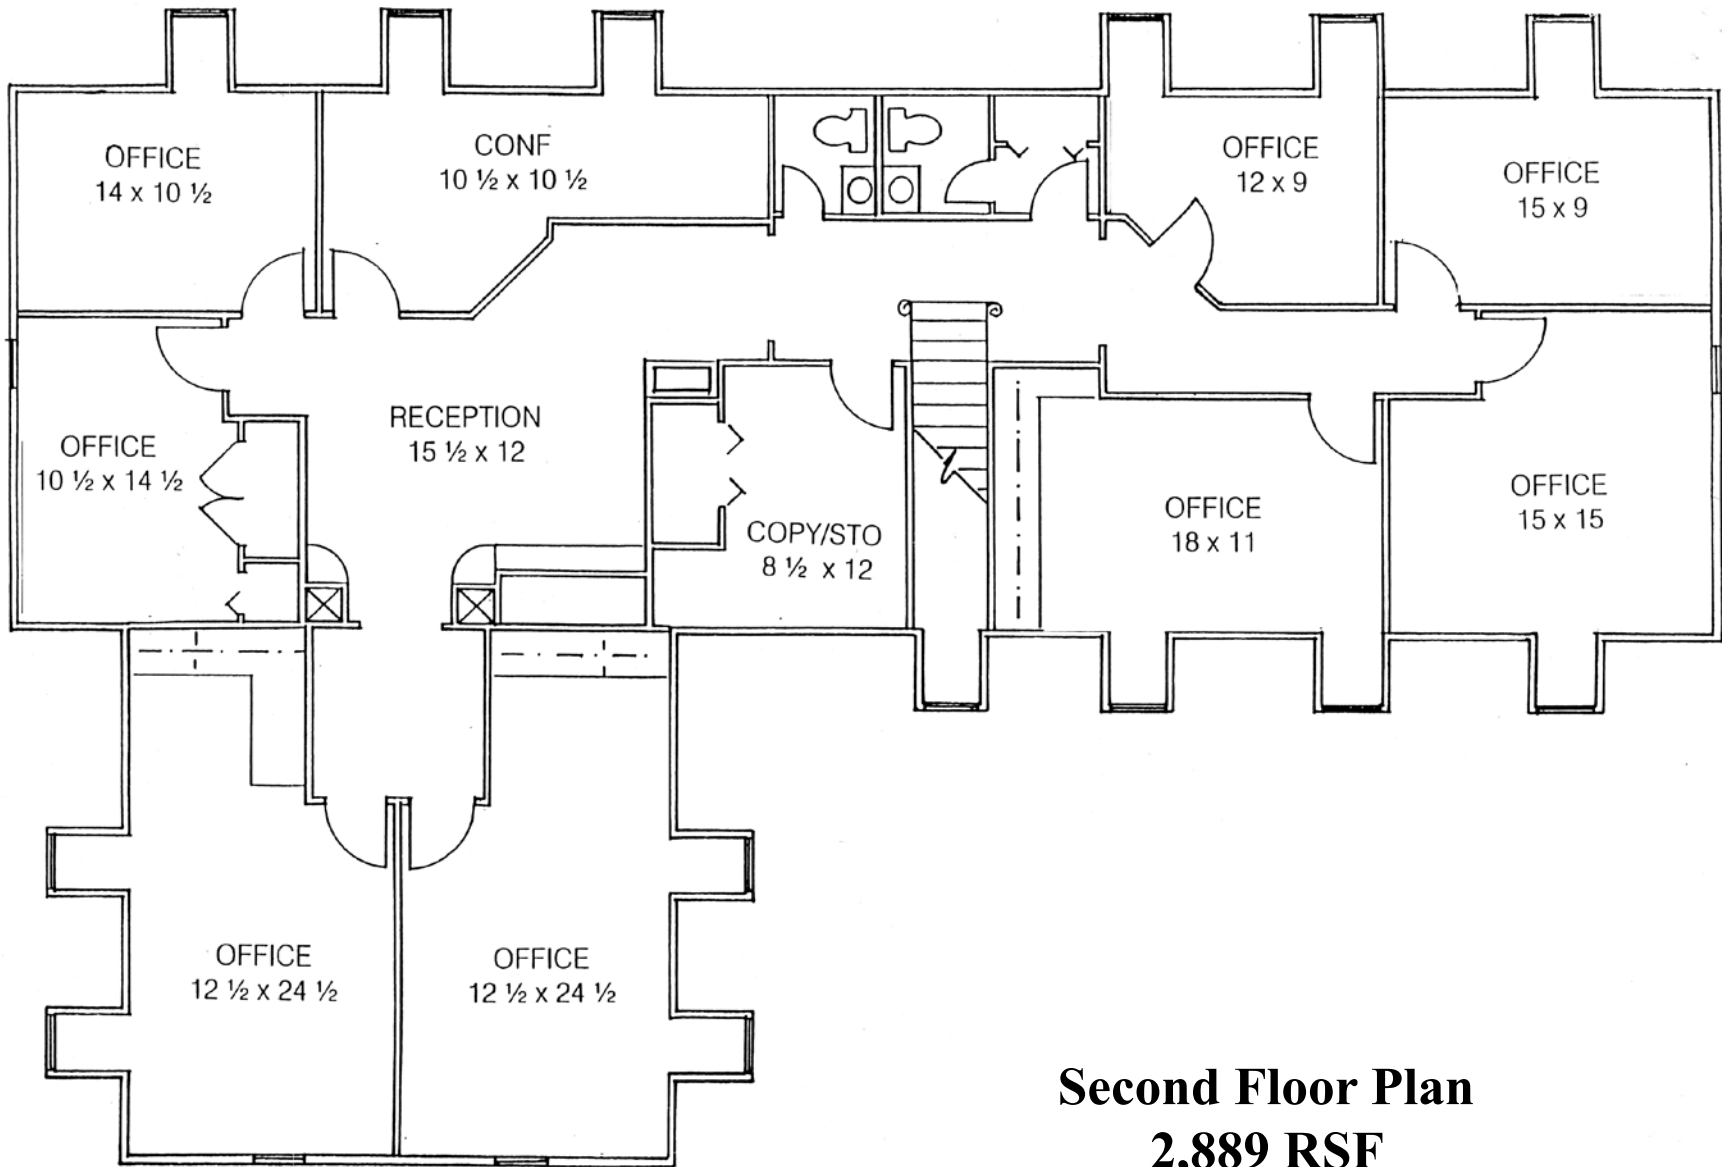 OFFICE
14 x 10 ½
CONF
10 ½ x 10 ½
OFFICE
12 x 9
OFFICE
15 x 9
OFFICE
10 ½ x 14 ½
RECEPTION
15 ½ x 12
COPY/STO
8 ½ x 12
OFFICE
18 x 11
OFFICE
15 x 15
OFFICE
12 ½ x 24 ½
OFFICE
12 ½ x 24 ½
Second Floor Plan
2,889 RSF